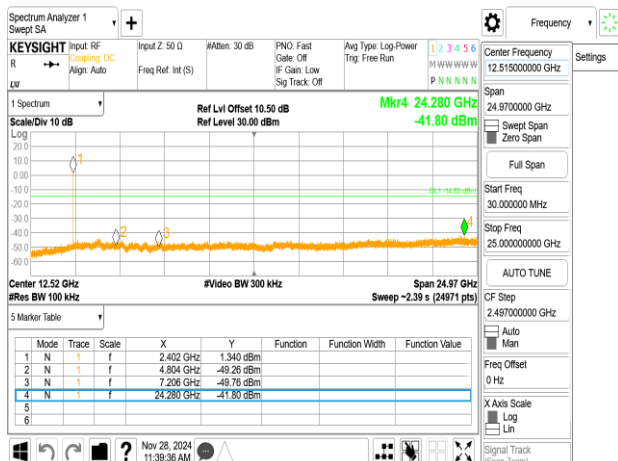 Spectrum Analyzer 1
Swept SA
Frequency
KEYSIGHT
Input: RF
Coupling: DC
Align: Auto
Input Z: 50 Ω
Freq Ref: Int (S)
#Atten: 30 dB
PNO: Fast
Gate: Off
IF Gain: Low
Sig Track: Off
Avg Type: Log-Power
Trig: Free Run
1 2 3 4 5 6
M W W W W W
P N N N N N
R
LXI
Settings
Center Frequency
12.515000000 GHz
Span
24.9700000 GHz
Swept Span
Zero Span
Full Span
Start Freq
30.000000 MHz
Stop Freq
25.000000000 GHz
AUTO TUNE
CF Step
2.497000000 GHz
Auto
Man
Freq Offset
0 Hz
X Axis Scale
Log
Lin
Signal Track
(Span Zoom)
1 Spectrum
Scale/Div 10 dB
Ref Lvl Offset 10.50 dB
Ref Level 30.00 dBm
Mkr4 24.280 GHz
-41.80 dBm
Log
20.0
10.0
0.00
-10.0
-20.0
-30.0
-40.0
-50.0
-60.0
1
2
3
4
Center 12.52 GHz
#Res BW 100 kHz
#Video BW 300 kHz
Span 24.97 GHz
Sweep ~2.39 s (24971 pts)
5 Marker Table
Mode Trace Scale X Y Function Function Width Function Value
1 N 1 f 2.402 GHz 1.340 dBm
2 N 1 f 4.804 GHz -49.26 dBm
3 N 1 f 7.206 GHz -49.76 dBm
4 N 1 f 24.280 GHz -41.80 dBm
5
6
?
Nov 28, 2024
11:39:36 AM